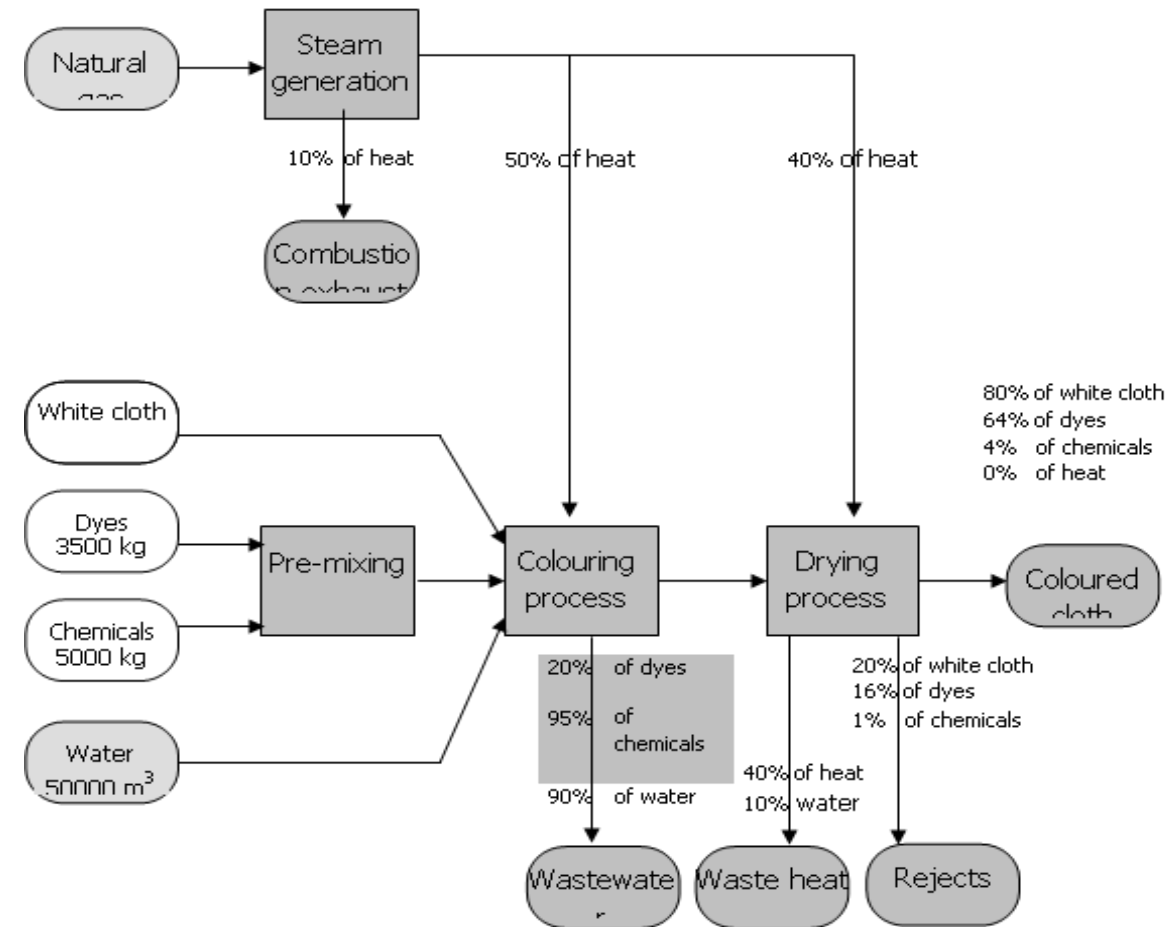 Natural
Steam
generation
10% of heat
50% of heat
40% of heat
Combustio
80% of white cloth
64% of dyes
4% of chemicals
0% of heat
White cloth
Dyes
3500 kg
Pre-mixing
Colouring
process
Drying
process
Coloured
Chemicals
5000 kg
20% of dyes
95% of
chemicals
90% of water
20% of white cloth
16% of dyes
1% of chemicals
40% of heat
10% water
Water
50000 m³
Wastewate
r
Waste heat
Rejects